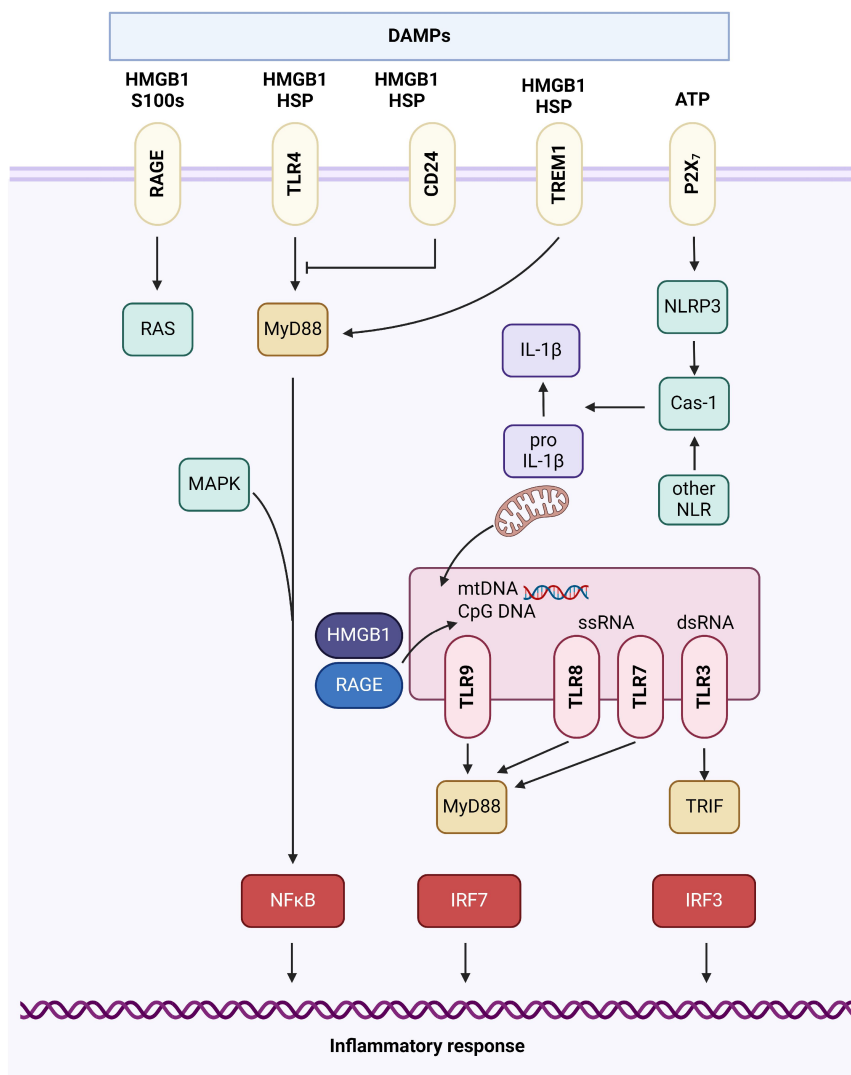 DAMPs
HMGB1
S100s
HMGB1
HSP
HMGB1
HSP
HMGB1
HSP
ATP
RAGE
TLR4
CD24
TREM1
P2X₇
RAS
MyD88
NLRP3
IL-1β
Cas-1
pro
IL-1β
MAPK
other
NLR
mtDNA
CpG DNA
ssRNA
dsRNA
HMGB1
RAGE
TLR9
TLR8
TLR7
TLR3
MyD88
TRIF
NFκB
IRF7
IRF3
Inflammatory response